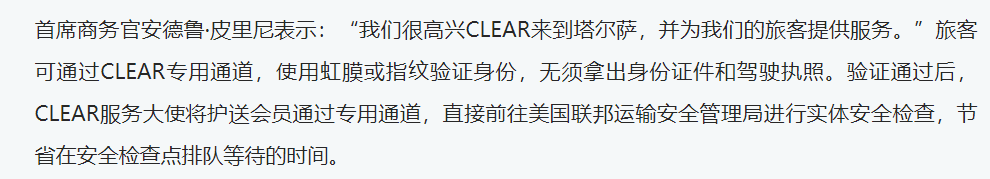 首席商务官安德鲁·皮里尼表示：“我们很高兴CLEAR来到塔尔萨，并为我们的旅客提供服务。”旅客
可通过CLEAR专用通道，使用虹膜或指纹验证身份，无须拿出身份证件和驾驶执照。验证通过后，
CLEAR服务大使将护送会员通过专用通道，直接前往美国联邦运输安全管理局进行实体安全检查，节
省在安全检查点排队等待的时间。